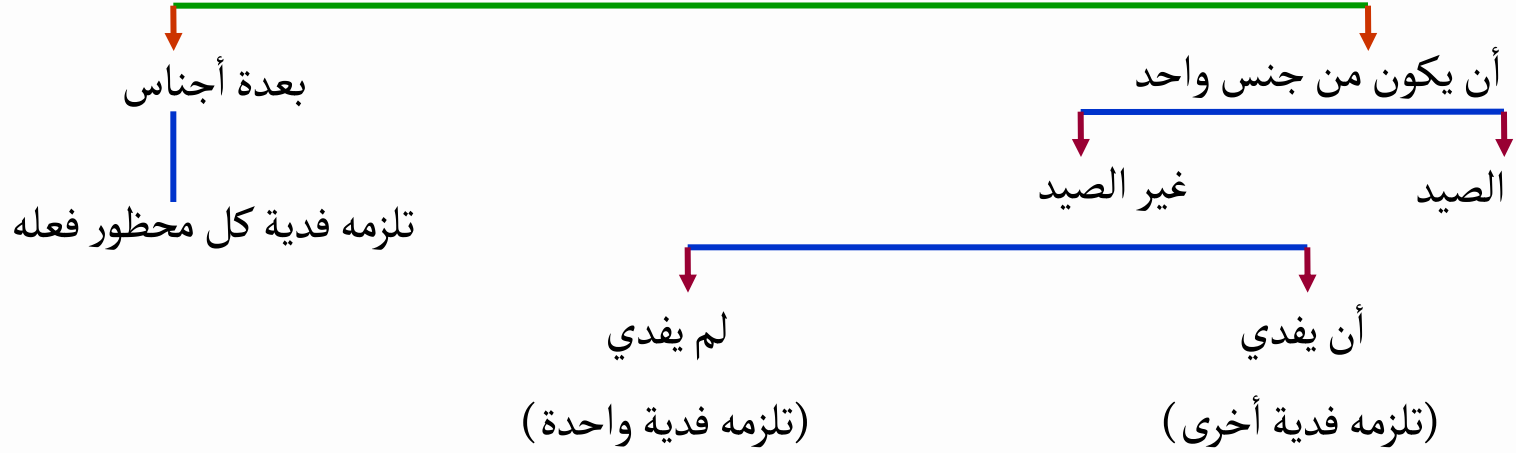 أن يكون من جنس واحد
بعدة أجناس
الصيد
غير الصيد
تلزمه فدية كل محظور فعله
أن يفدي
لم يفدي
(تلزمه فدية أخرى)
(تلزمه فدية واحدة)